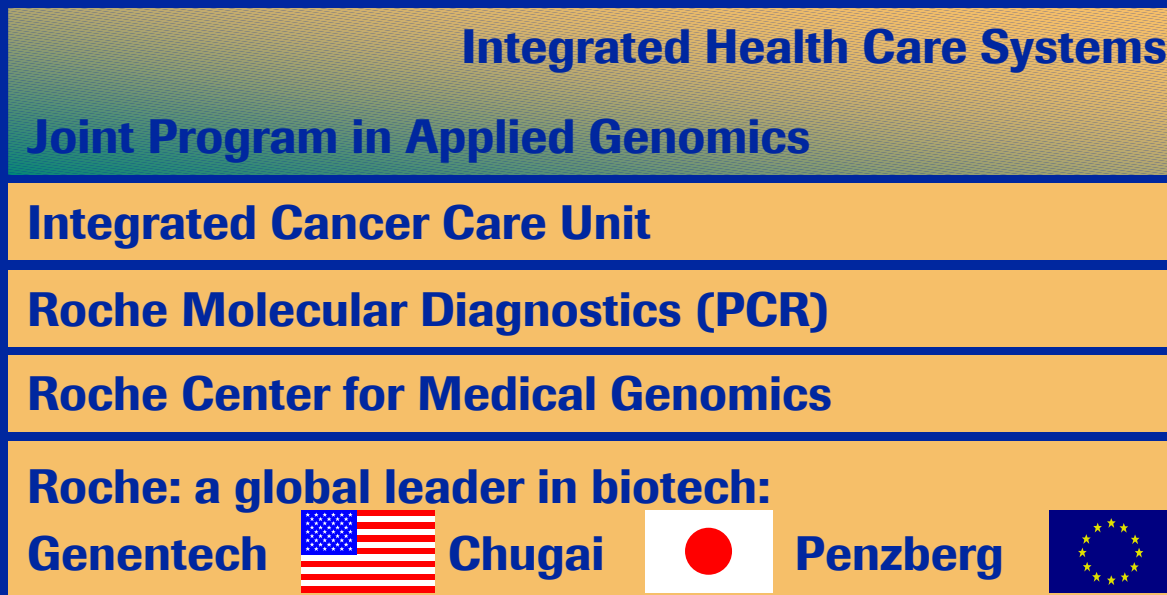 Integrated Health Care Systems
Joint Program in Applied Genomics
Integrated Cancer Care Unit
Roche Molecular Diagnostics (PCR)
Roche Center for Medical Genomics
Roche: a global leader in biotech:
Genentech Chugai Penzberg